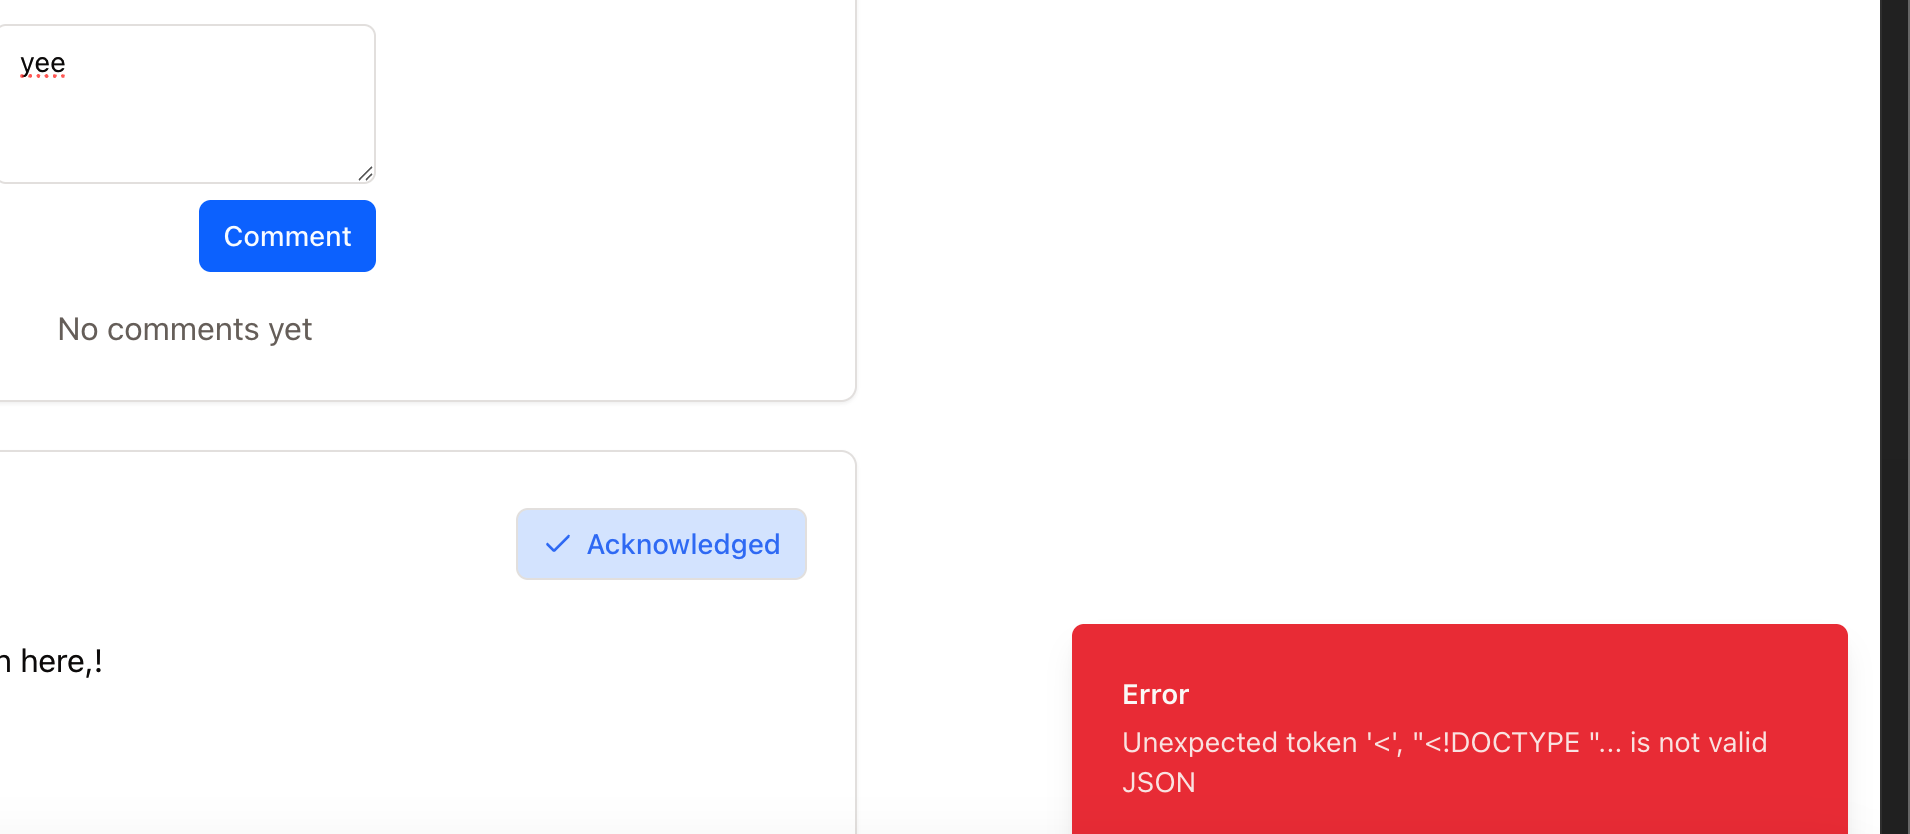 yee
Comment
No comments yet
Acknowledged
here,!
Error
Unexpected token '<', "<!DOCTYPE "... is not valid
JSON